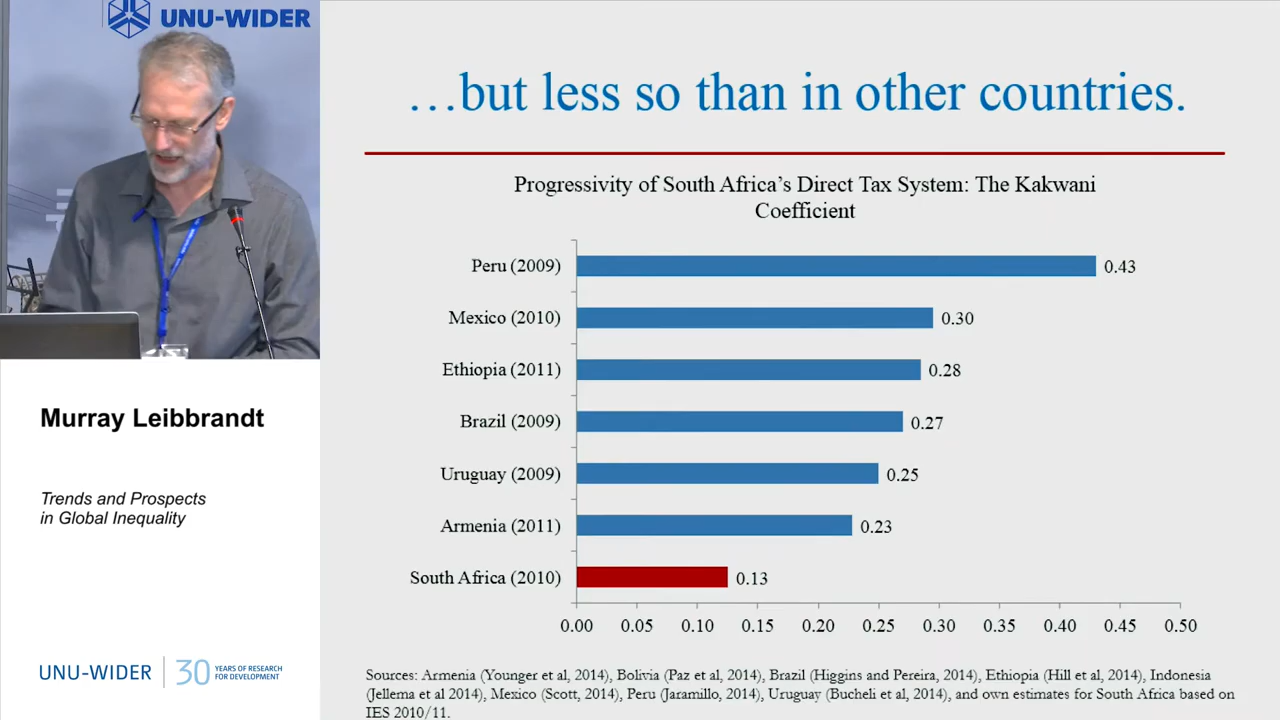 UNU-WIDER
…but less so than in other countries.
Progressivity of South Africa’s Direct Tax System: The Kakwani
Coefficient
Peru (2009)
0.43
Mexico (2010)
0.30
Ethiopia (2011)
0.28
Brazil (2009)
0.27
Uruguay (2009)
0.25
Armenia (2011)
0.23
South Africa (2010)
0.13
0.00 0.05 0.10 0.15 0.20 0.25 0.30 0.35 0.40 0.45 0.50
Sources: Armenia (Younger et al, 2014), Bolivia (Paz et al, 2014), Brazil (Higgins and Pereira, 2014), Ethiopia (Hill et al, 2014), Indonesia
(Jellema et al 2014), Mexico (Scott, 2014), Peru (Jaramillo, 2014), Uruguay (Bucheli et al, 2014), and own estimates for South Africa based on
IES 2010/11.
Murray Leibbrandt
Trends and Prospects
in Global Inequality
UNU-WIDER
30 YEARS OF RESEARCH
FOR DEVELOPMENT